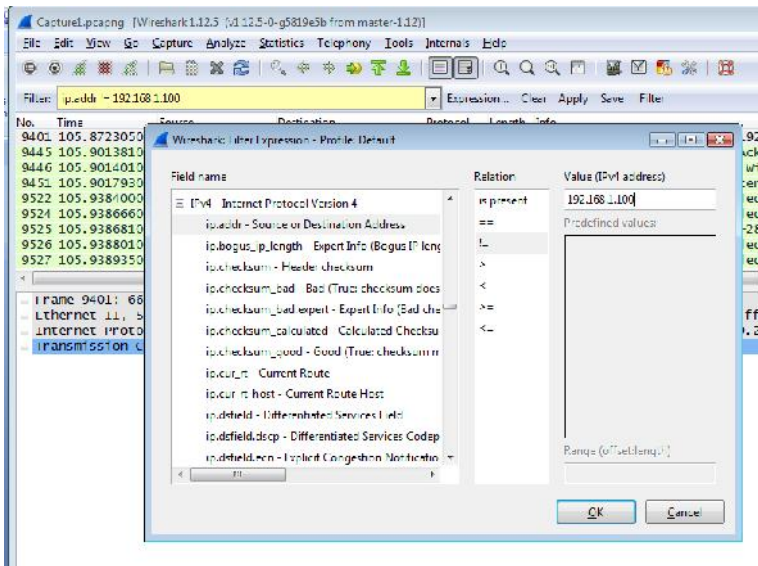 Capture1.pcapng [Wireshark 1.12.5 (v1.12.5-0-g5819e5b from master-1.12)]
File Edit View Go Capture Analyze Statistics Telephony Tools Internals Help
Filter: ip.addr != 192.168.1.100 Expression... Clear Apply Save Filter
No. Time Source Destination Protocol Length Info
9401 105.8723050
9445 105.9013810
9446 105.9014010
9451 105.9017930
9522 105.9384000
9524 105.9386660
9525 105.9386810
9526 105.9388010
9527 105.9389350
Frame 9401: 66
Ethernet II, S
Internet Proto
Transmission C
Wireshark: Filter Expression - Profile: Default
Field name
IPv4 - Internet Protocol Version 4
ip.addr - Source or Destination Address
ip.bogus_ip_length - Expert Info (Bogus IP leng
ip.checksum - Header checksum
ip.checksum_bad - Bad (True: checksum does
ip.checksum_bad.expert - Expert Info (Bad che
ip.checksum_calculated - Calculated Checksu
ip.checksum_good - Good (True: checksum m
ip.cur_rt - Current Route
ip.cur_rt_host - Current Route Host
ip.dsfield - Differentiated Services Field
ip.dsfield.dscp - Differentiated Services Codep
ip.dsfield.ecn - Explicit Congestion Notificatio
Relation
is present
==
!=
>
<
>=
<=
Value (IPv4 address)
192.168.1.100
Predefined values:
Range (offset:length)
OK Cancel